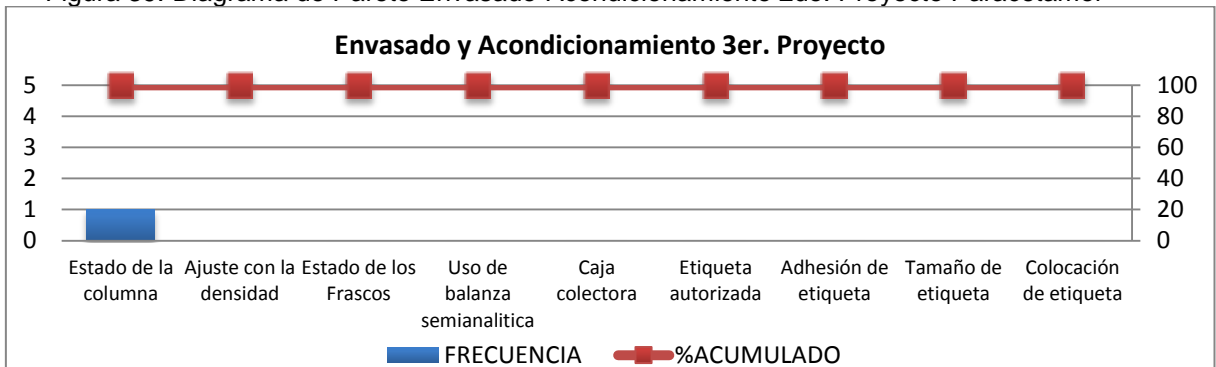 Envasado y Acondicionamiento 3er. Proyecto
5
4
3
2
1
0
100
80
60
40
20
0
Estado de la columna
Ajuste con la densidad
Estado de los Frascos
Uso de balanza semianalitica
Caja colectora
Etiqueta autorizada
Adhesión de etiqueta
Tamaño de etiqueta
Colocación de etiqueta
FRECUENCIA
%ACUMULADO